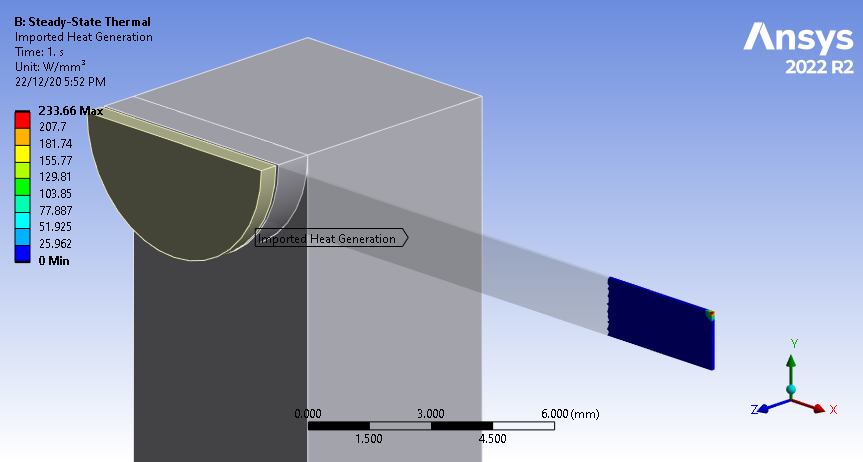 B: Steady-State Thermal
Imported Heat Generation
Time: 1. s
Unit: W/mm³
22/12/20 5:52 PM
Ansys
2022 R2
233.66 Max
207.7
181.74
155.77
129.81
103.85
77.887
51.925
25.962
0 Min
Imported Heat Generation
Y
Z
X
0.000 3.000 6.000 (mm)
1.500 4.500